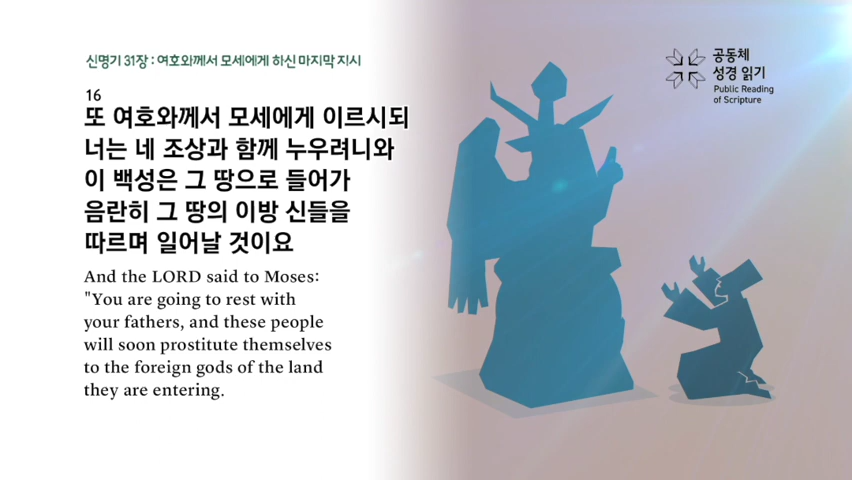 신명기 31장 : 여호와께서 모세에게 하신 마지막 지시
16
또 여호와께서 모세에게 이르시되
너는 네 조상과 함께 누우려니와
이 백성은 그 땅으로 들어가
음란히 그 땅의 이방 신들을
따르며 일어날 것이요
And the LORD said to Moses:
"You are going to rest with
your fathers, and these people
will soon prostitute themselves
to the foreign gods of the land
they are entering.
공동체
성경 읽기
Public Reading
of Scripture